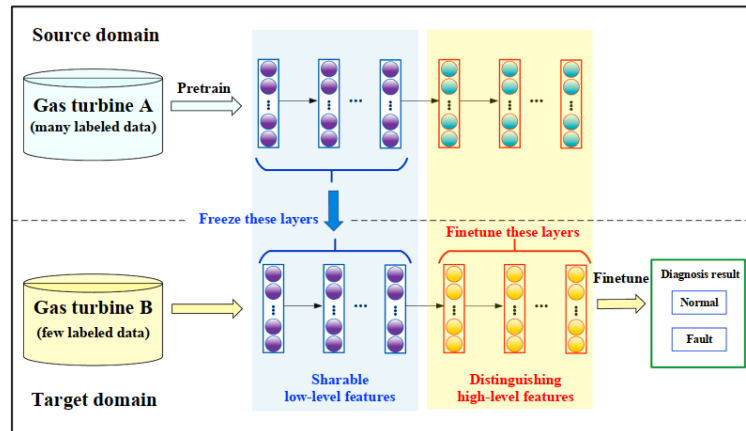 Source domain
Gas turbine A
(many labeled data)
Pretrain
Freeze these layers
Finetune these layers
Gas turbine B
(few labeled data)
Finetune
Diagnosis result
Normal
Fault
Sharable
low-level features
Distinguishing
high-level features
Target domain